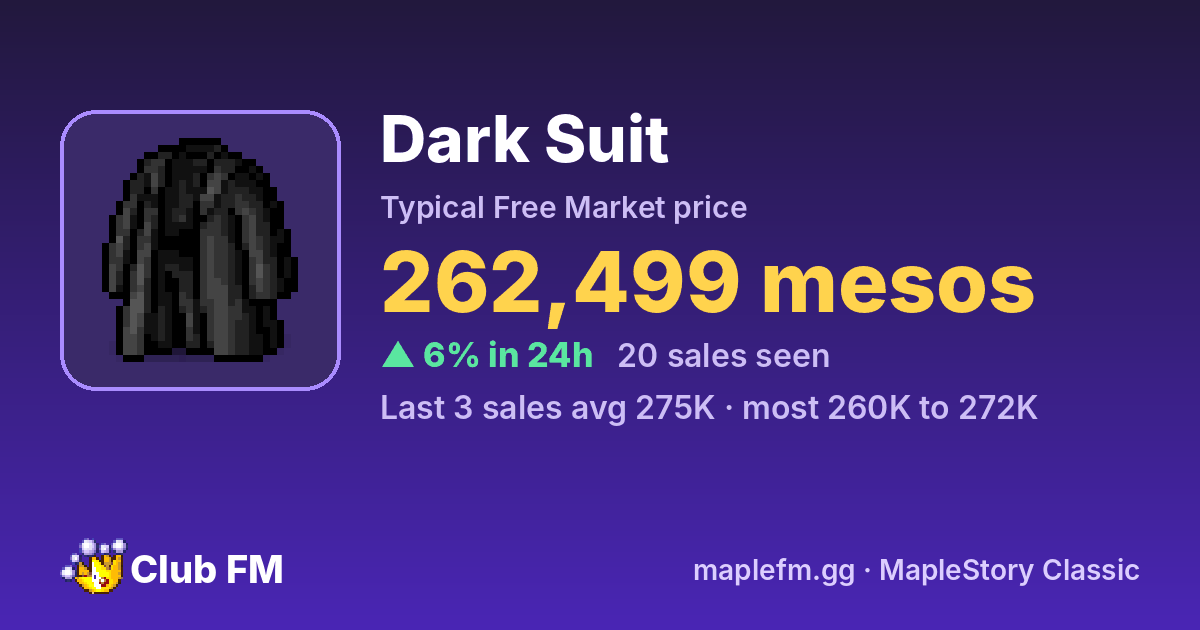 Dark Suit
Typical Free Market price
262,499 mesos
▲ 6% in 24h 20 sales seen
Last 3 sales avg 275K · most 260K to 272K
Club FM
maplefm.gg · MapleStory Classic